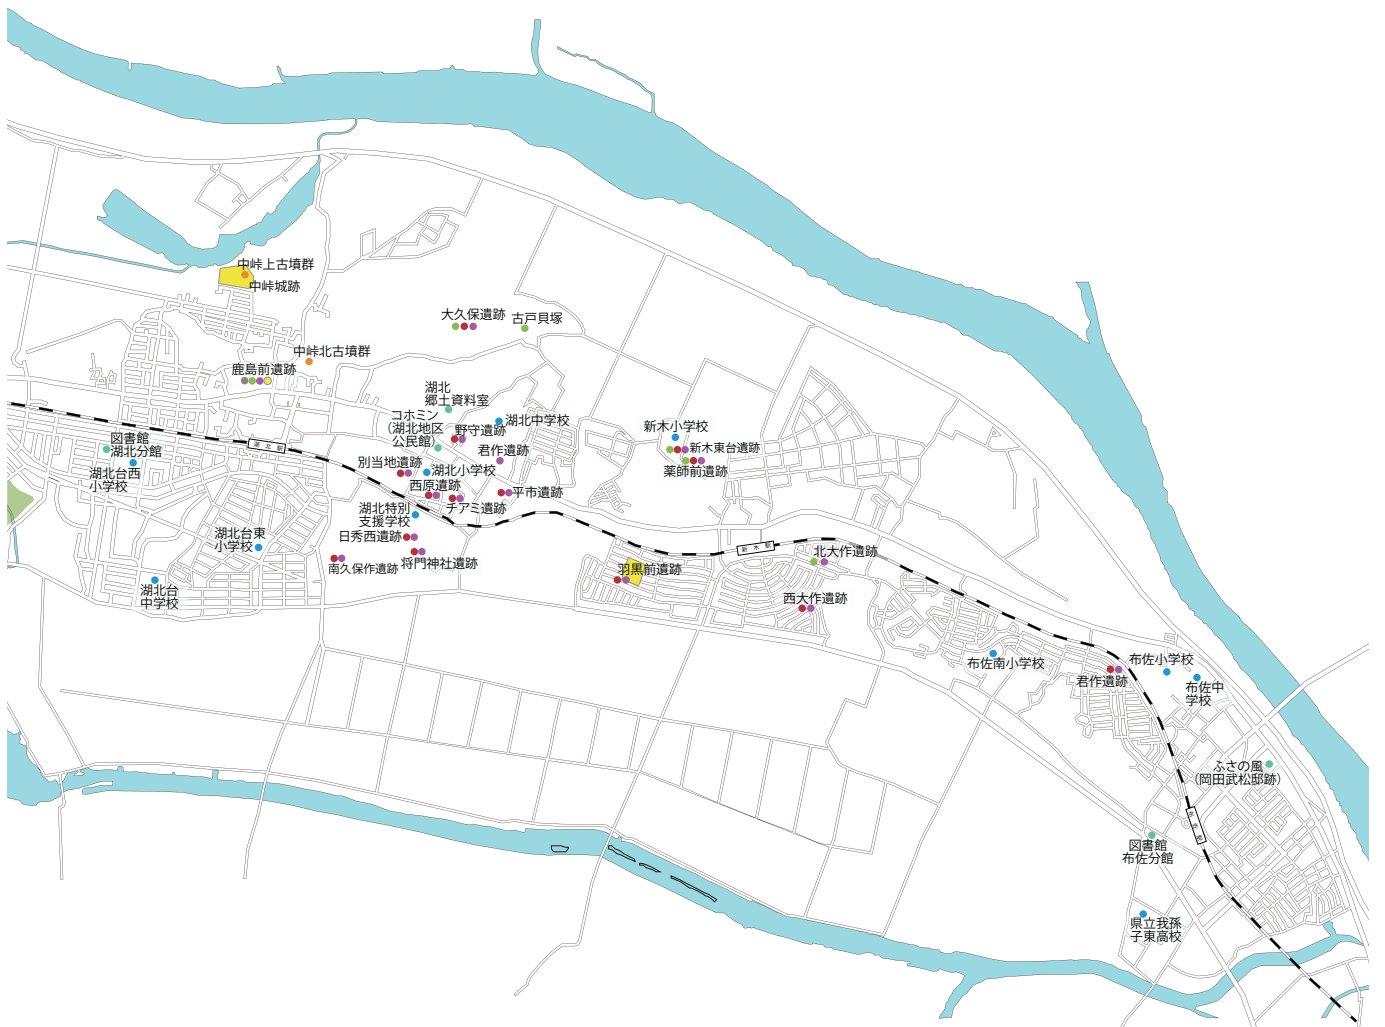 中峠上古墳群
中峠城跡
大久保遺跡
古戸貝塚
中峠北古墳群
鹿島前遺跡
湖北
郷土資料室
コホミン
（湖北地区
公民館）
湖北中学校
野守遺跡
君作遺跡
新木小学校
新木東台遺跡
薬師前遺跡
図書館
湖北分館
湖北駅
湖北台西
小学校
別当地遺跡
湖北小学校
西原遺跡
平市遺跡
チアミ遺跡
湖北特別
支援学校
湖北台東
小学校
日秀西遺跡
将門神社遺跡
南久保作遺跡
湖北台
中学校
新木駅
北大作遺跡
羽黒前遺跡
西大作遺跡
布佐南小学校
君作遺跡
布佐小学校
布佐中
学校
ふさの風
（岡田武松邸跡）
布佐駅
図書館
布佐分館
県立我孫
子東高校